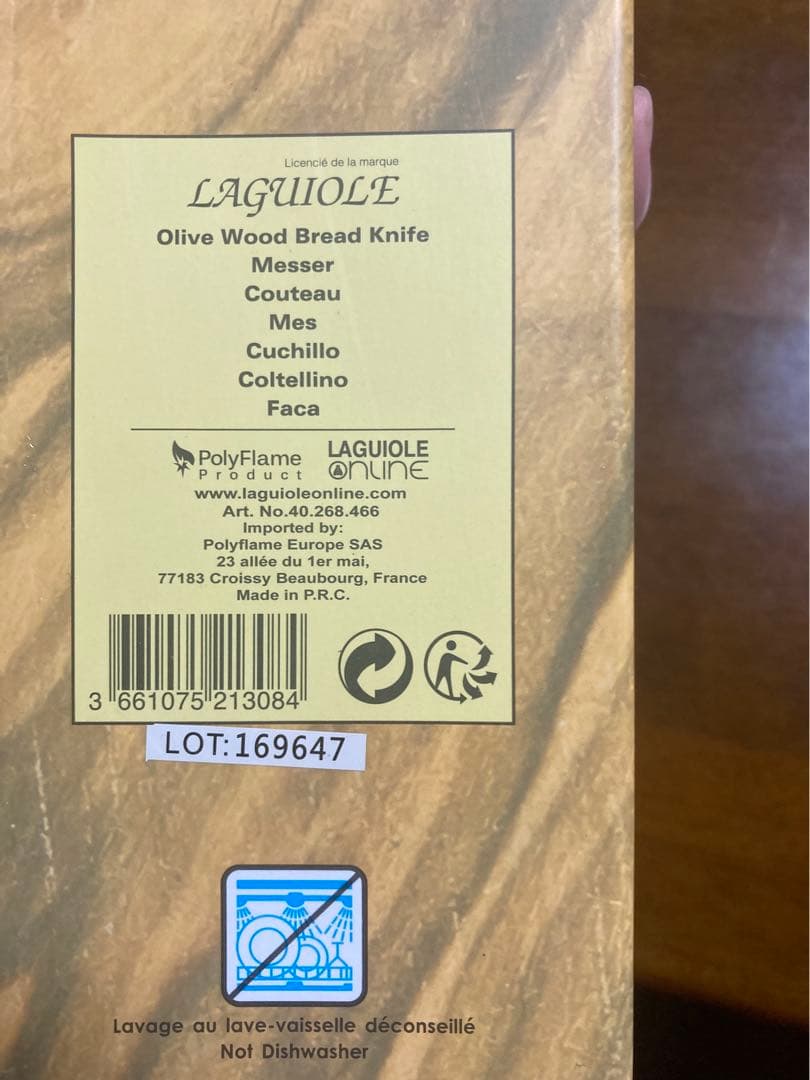 Licencié de la marque
LAGUIOLE
Olive Wood Bread Knife
Messer
Couteau
Mes
Cuchillo
Coltellino
Faca
PolyFlame
Product
LAGUIOLE
ONLINE
www.laguioleonline.com
Art. No.40.268.466
Imported by:
Polyflame Europe SAS
23 allée du 1er mai,
77183 Croissy Beaubourg, France
Made in P.R.C.
3 661075 213084
LOT:169647
Lavage au lave-vaisselle déconseillé
Not Dishwasher